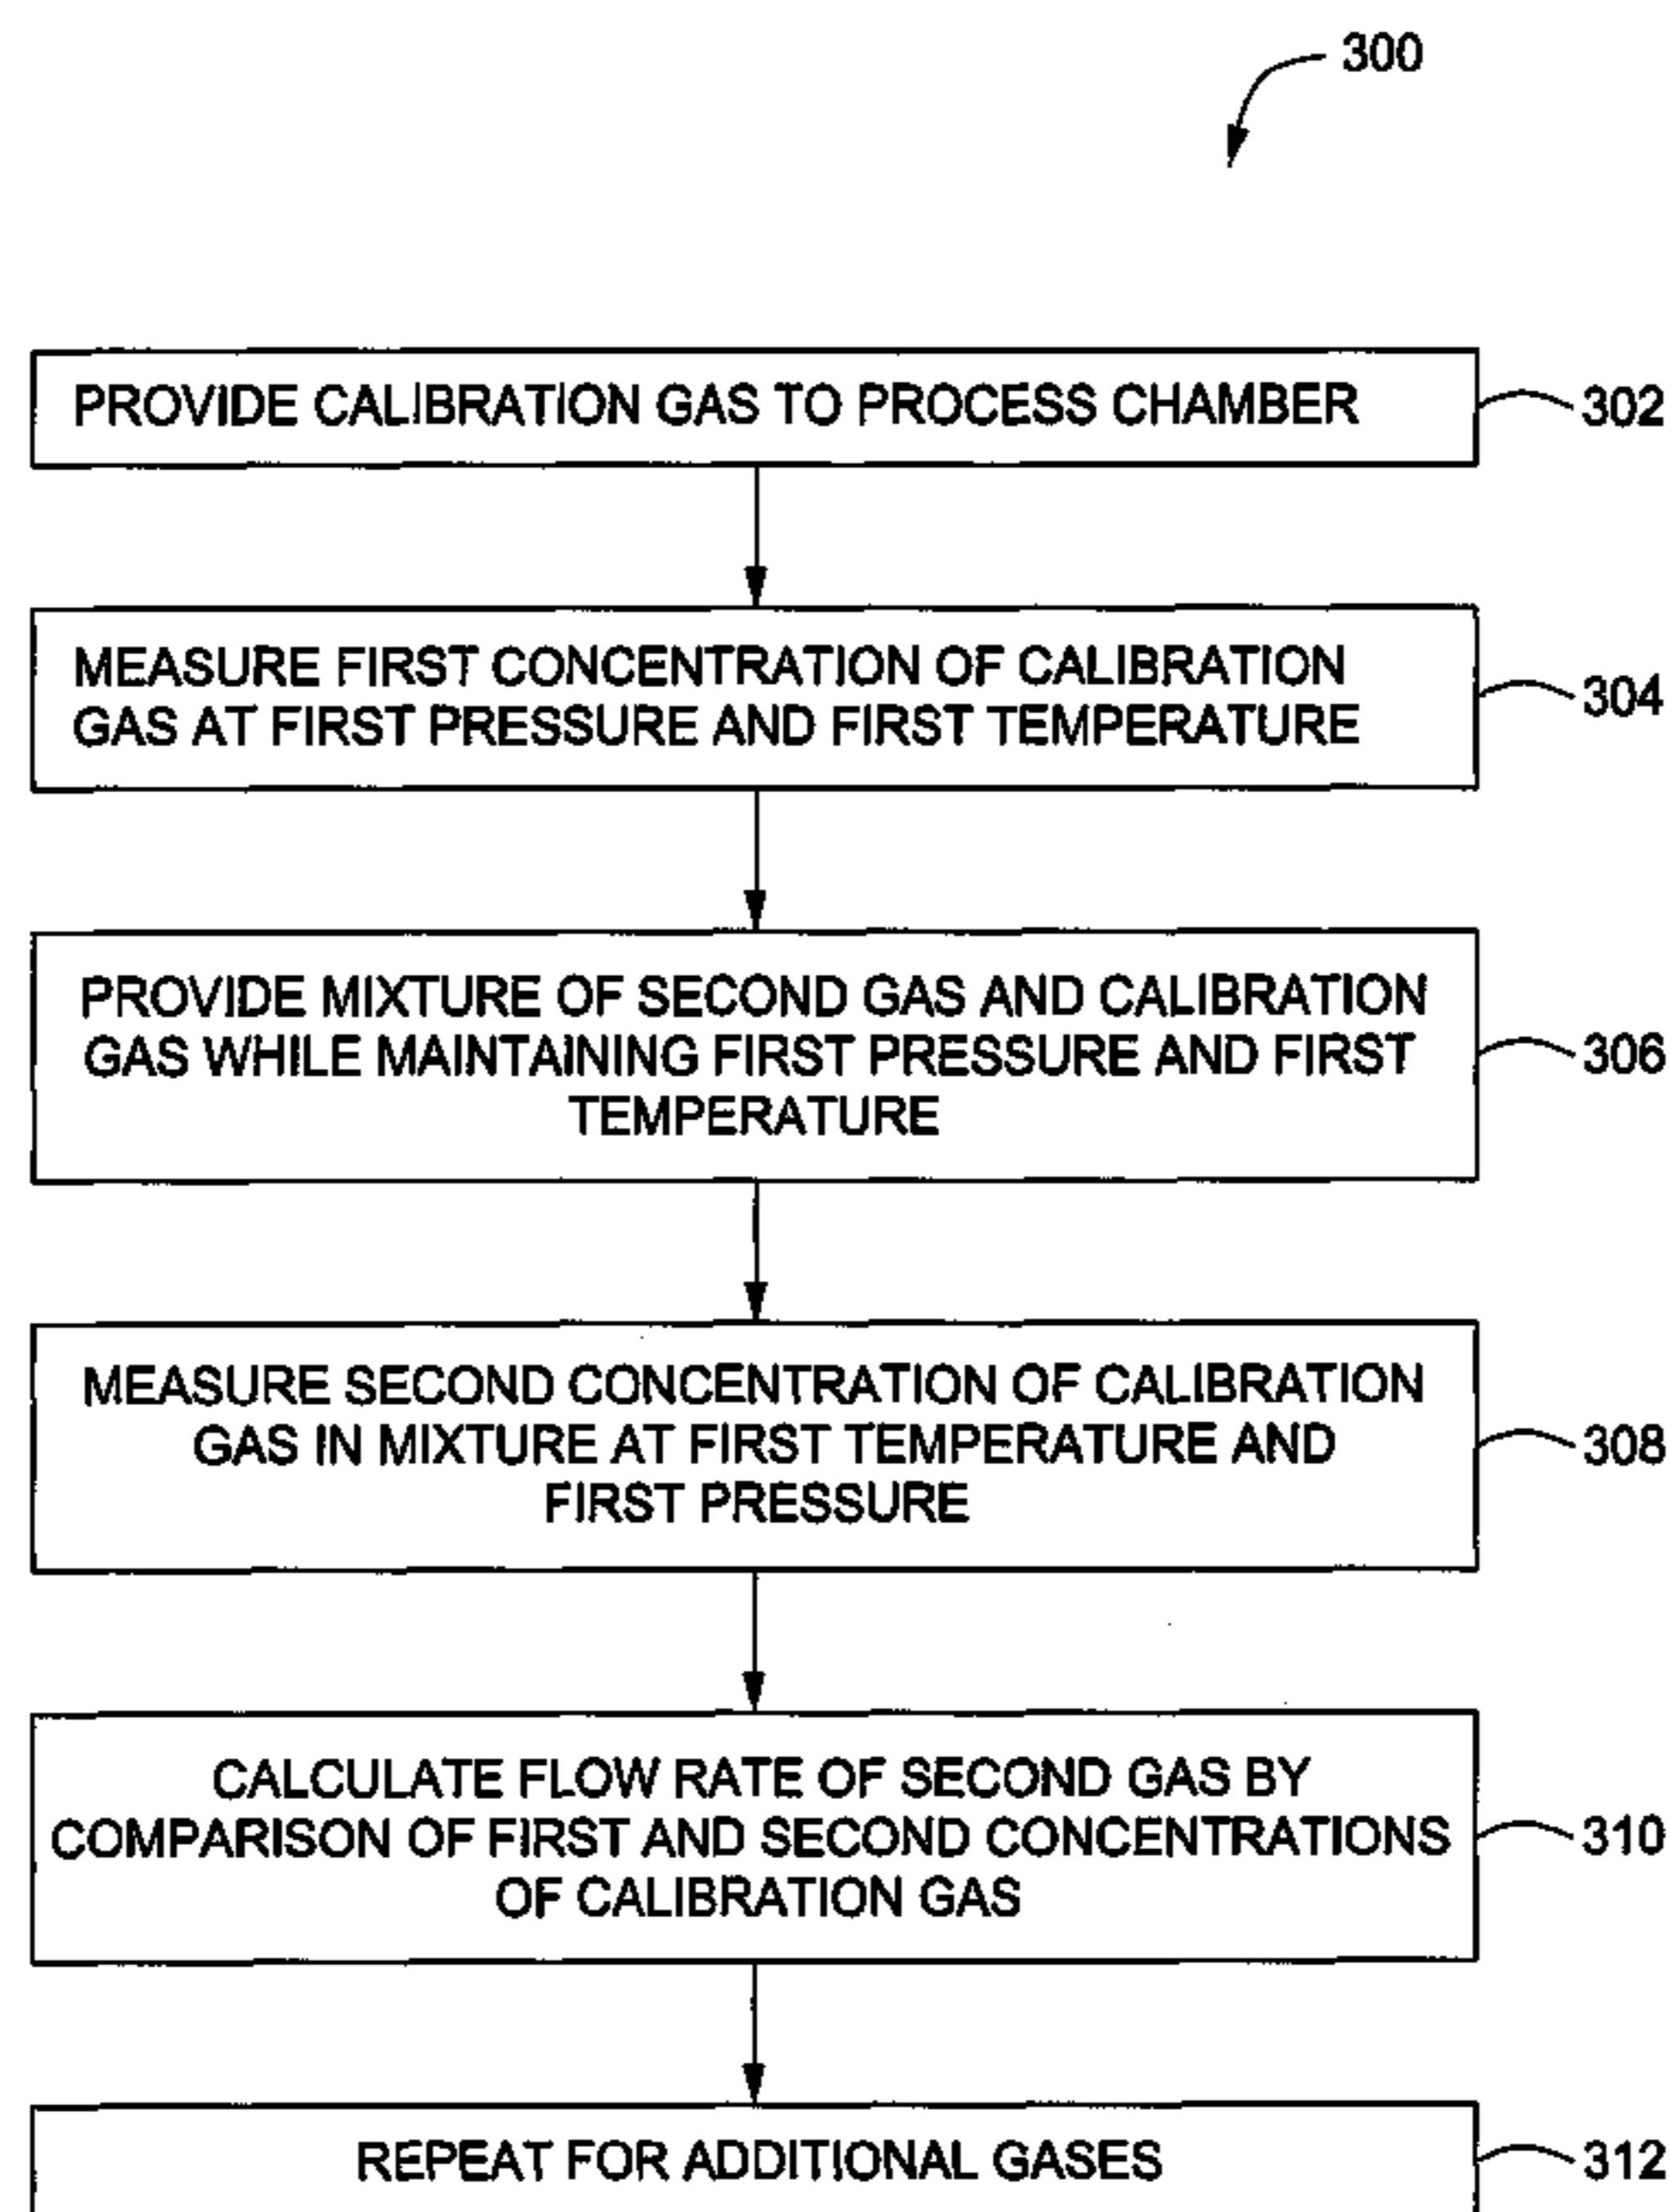 300
PROVIDE CALIBRATION GAS TO PROCESS CHAMBER
302
MEASURE FIRST CONCENTRATION OF CALIBRATION
GAS AT FIRST PRESSURE AND FIRST TEMPERATURE
304
PROVIDE MIXTURE OF SECOND GAS AND CALIBRATION
GAS WHILE MAINTAINING FIRST PRESSURE AND FIRST
TEMPERATURE
306
MEASURE SECOND CONCENTRATION OF CALIBRATION
GAS IN MIXTURE AT FIRST TEMPERATURE AND
FIRST PRESSURE
308
CALCULATE FLOW RATE OF SECOND GAS BY
COMPARISON OF FIRST AND SECOND CONCENTRATIONS
OF CALIBRATION GAS
310
REPEAT FOR ADDITIONAL GASES
312